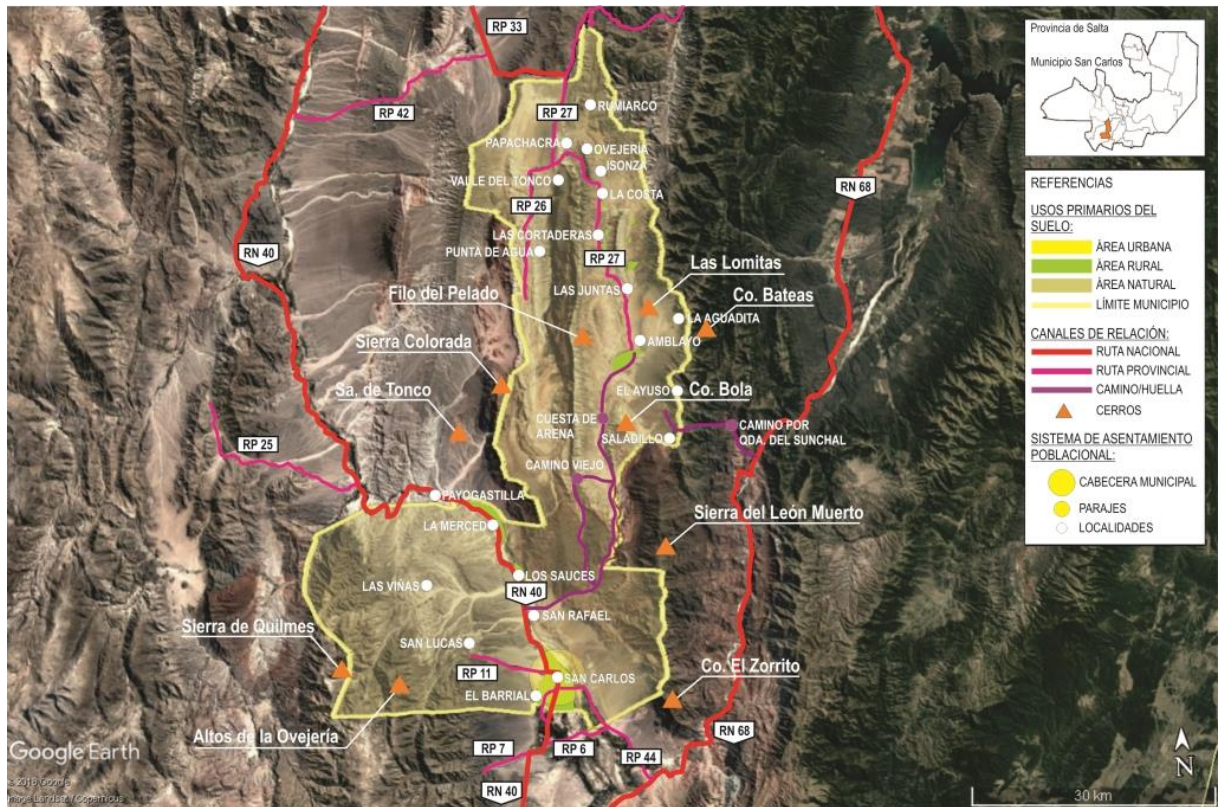 RP 33
RP 42
RP 27
RUMIARCO
PAPACHACRA
OVEJERÍA
ISONZA
VALLE DEL TONCO
LA COSTA
RP 26
RN 68
LAS CORTADERAS
RN 40
PUNTA DE AGUA
RP 27
Las Lomitas
LAS JUNTAS
Filo del Pelado
Co. Bateas
LA AGUADITA
Sierra Colorada
AMBLAYO
Sa. de Tonco
EL AYUSO
Co. Bola
CUESTA DE
ARENA
CAMINO POR
QDA. DEL SUNCHAL
SALADILLO
RP 25
CAMINO VIEJO
PAYOGASTILLA
Sierra del León Muerto
LA MERCED
LOS SAUCES
LAS VIÑAS
RN 40
SAN RAFAEL
Sierra de Quilmes
SAN LUCAS
RP 11
SAN CARLOS
Co. El Zorrito
EL BARRIAL
Altos de la Ovejería
RP 7
RP 6
RP 44
RN 68
RN 40
Google Earth
© 2018 Google
Image Landsat / Copernicus
N
30 km
Provincia de Salta
Municipio San Carlos
REFERENCIAS
USOS PRIMARIOS DEL
SUELO:
ÁREA URBANA
ÁREA RURAL
ÁREA NATURAL
LÍMITE MUNICIPIO
CANALES DE RELACIÓN:
RUTA NACIONAL
RUTA PROVINCIAL
CAMINO/HUELLA
CERROS
SISTEMA DE ASENTAMIENTO
POBLACIONAL:
CABECERA MUNICIPAL
PARAJES
LOCALIDADES